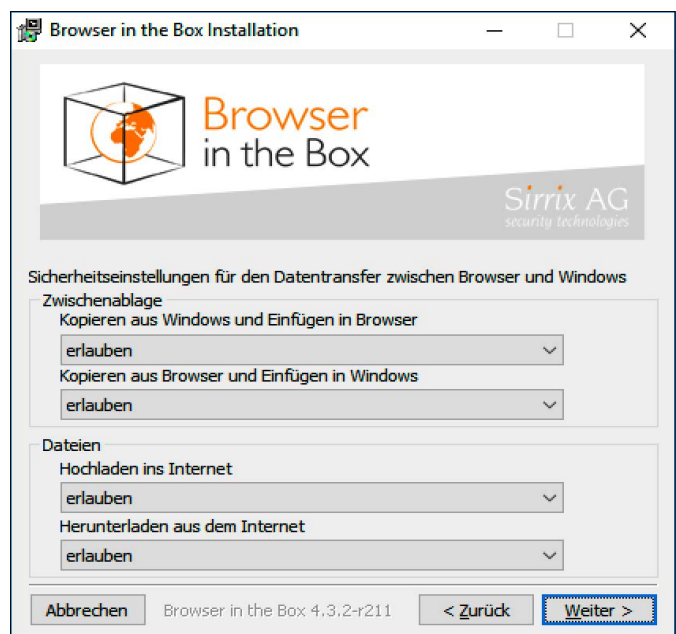 Browser in the Box Installation
Browser
in the Box
Sirrix AG
security technologies
Sicherheitseinstellungen für den Datentransfer zwischen Browser und Windows
Zwischenablage
Kopieren aus Windows und Einfügen in Browser
erlauben
Kopieren aus Browser und Einfügen in Windows
erlauben
Dateien
Hochladen ins Internet
erlauben
Herunterladen aus dem Internet
erlauben
Abbrechen Browser in the Box 4.3.2-r211 < Zurück Weiter >